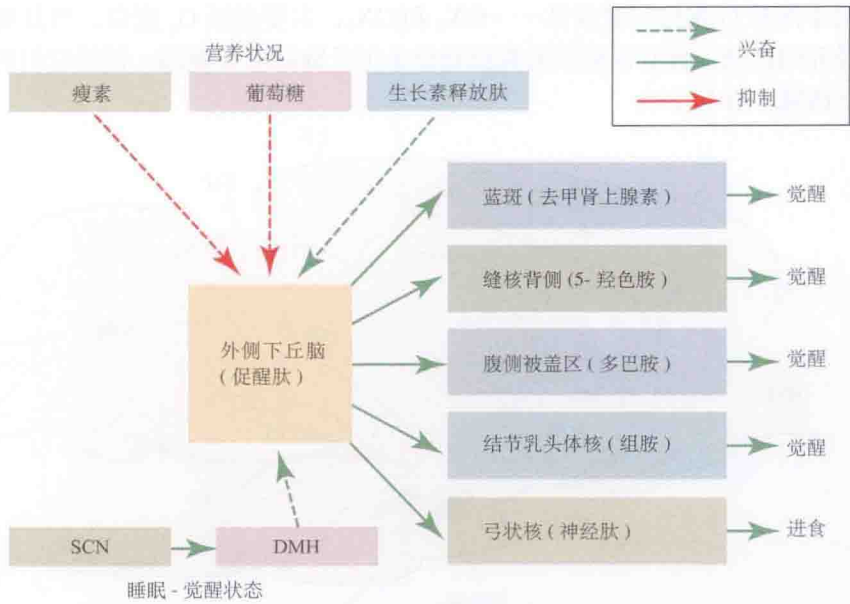 营养状况
瘦素
葡萄糖
生长素释放肽
兴奋
抑制
蓝斑 ( 去甲肾上腺素 )
觉醒
缝核背侧 (5- 羟色胺 )
觉醒
外侧下丘脑
( 促醒肽 )
腹侧被盖区 ( 多巴胺 )
觉醒
结节乳头体核 ( 组胺 )
觉醒
弓状核 ( 神经肽 )
进食
SCN
DMH
睡眠 - 觉醒状态